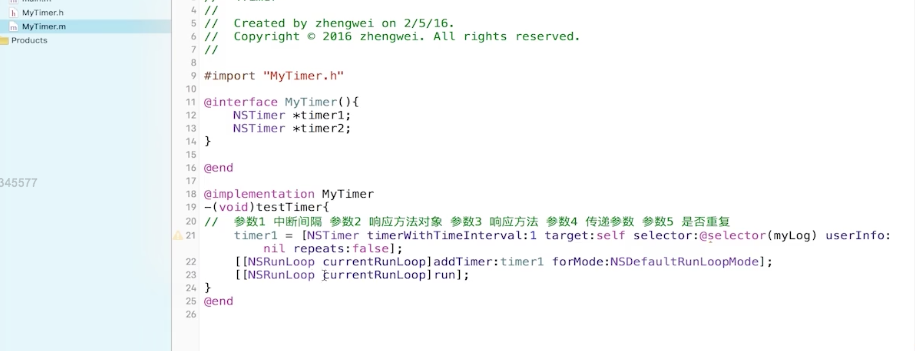 MyTimer.h
MyTimer.m
Products
345577
4 //
5 // Created by zhengwei on 2/5/16.
6 // Copyright © 2016 zhengwei. All rights reserved.
7 //
8
9 #import "MyTimer.h"
10
11 @interface MyTimer(){
12 NSTimer *timer1;
13 NSTimer *timer2;
14 }
15
16 @end
17
18 @implementation MyTimer
19 -(void)testTimer{
20 // 参数1 中断间隔 参数2 响应方法对象 参数3 响应方法 参数4 传递参数 参数5 是否重复
21 timer1 = [NSTimer timerWithTimeInterval:1 target:self selector:@selector(myLog) userInfo:
nil repeats:false];
22 [[NSRunLoop currentRunLoop]addTimer:timer1 forMode:NSDefaultRunLoopMode];
23 [[NSRunLoop currentRunLoop]run];
24 }
25 @end
26